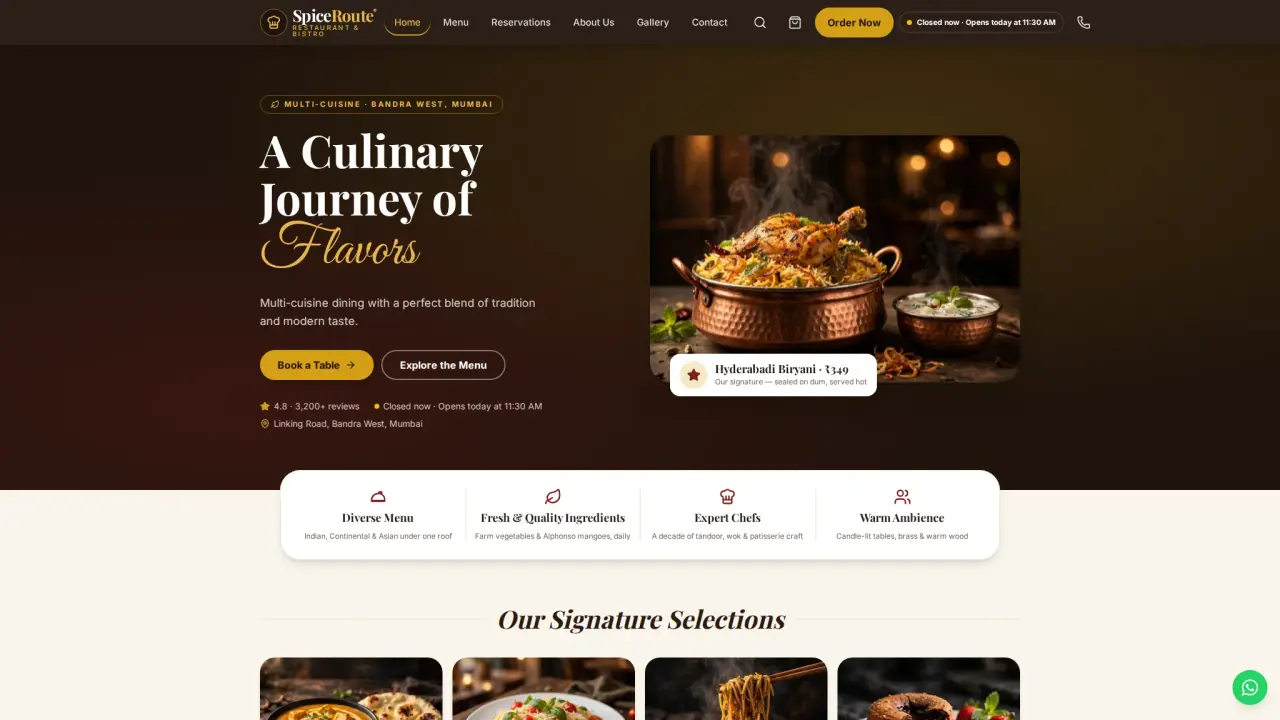 SpiceRoute®
RESTAURANT &
BISTRO
Home
Menu
Reservations
About Us
Gallery
Contact
Order Now
Closed now · Opens today at 11:30 AM
MULTI-CUISINE · BANDRA WEST, MUMBAI
A Culinary
Journey of
Flavors
Multi-cuisine dining with a perfect blend of tradition
and modern taste.
Book a Table →
Explore the Menu
4.8 · 3,200+ reviews
Closed now · Opens today at 11:30 AM
Linking Road, Bandra West, Mumbai
Hyderabadi Biryani · ₹349
Our signature — sealed on dum, served hot
Diverse Menu
Indian, Continental & Asian under one roof
Fresh & Quality Ingredients
Farm vegetables & Alphonso mangoes, daily
Expert Chefs
A decade of tandoor, wok & patisserie craft
Warm Ambience
Candle-lit tables, brass & warm wood
Our Signature Selections